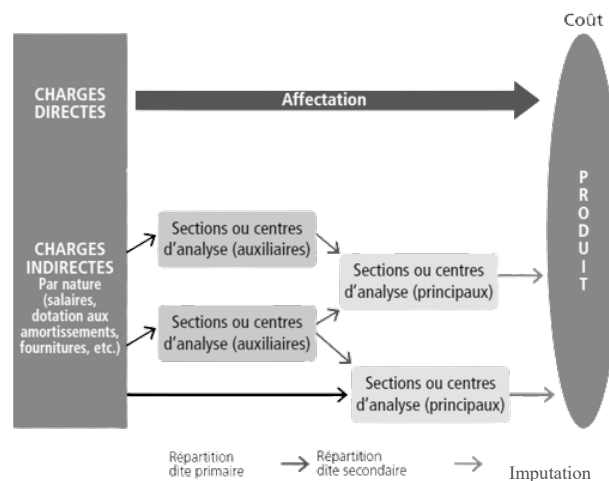 Coût
CHARGES
DIRECTES
Affectation
PRODUIT
CHARGES
INDIRECTES
Par nature
(salaires,
dotation aux
amortissements,
fournitures, etc.)
Sections ou centres
d'analyse (auxiliaires)
Sections ou centres
d'analyse (principaux)
Sections ou centres
d'analyse (auxiliaires)
Sections ou centres
d'analyse (principaux)
Répartition
dite primaire
Répartition
dite secondaire
Imputation